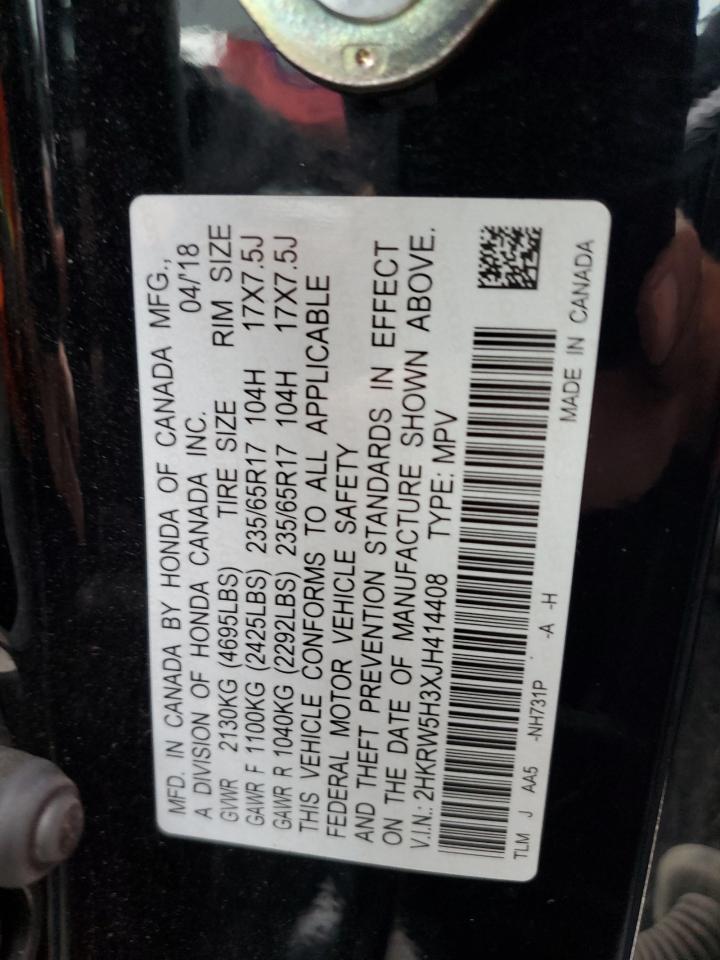 MFD. IN CANADA BY HONDA OF CANADA MFG.,
A DIVISION OF HONDA CANADA INC. 04/'18
GVWR 2130KG (4695LBS) TIRE SIZE RIM SIZE
GAWR F 1100KG (2425LBS) 235/65R17 104H 17X7.5J
GAWR R 1040KG (2292LBS) 235/65R17 104H 17X7.5J
THIS VEHICLE CONFORMS TO ALL APPLICABLE
FEDERAL MOTOR VEHICLE SAFETY
AND THEFT PREVENTION STANDARDS IN EFFECT
ON THE DATE OF MANUFACTURE SHOWN ABOVE.
V.I.N.: 2HKRW5H3XJH414408 TYPE: MPV
TLM J AA5 -NH731P -A -H MADE IN CANADA